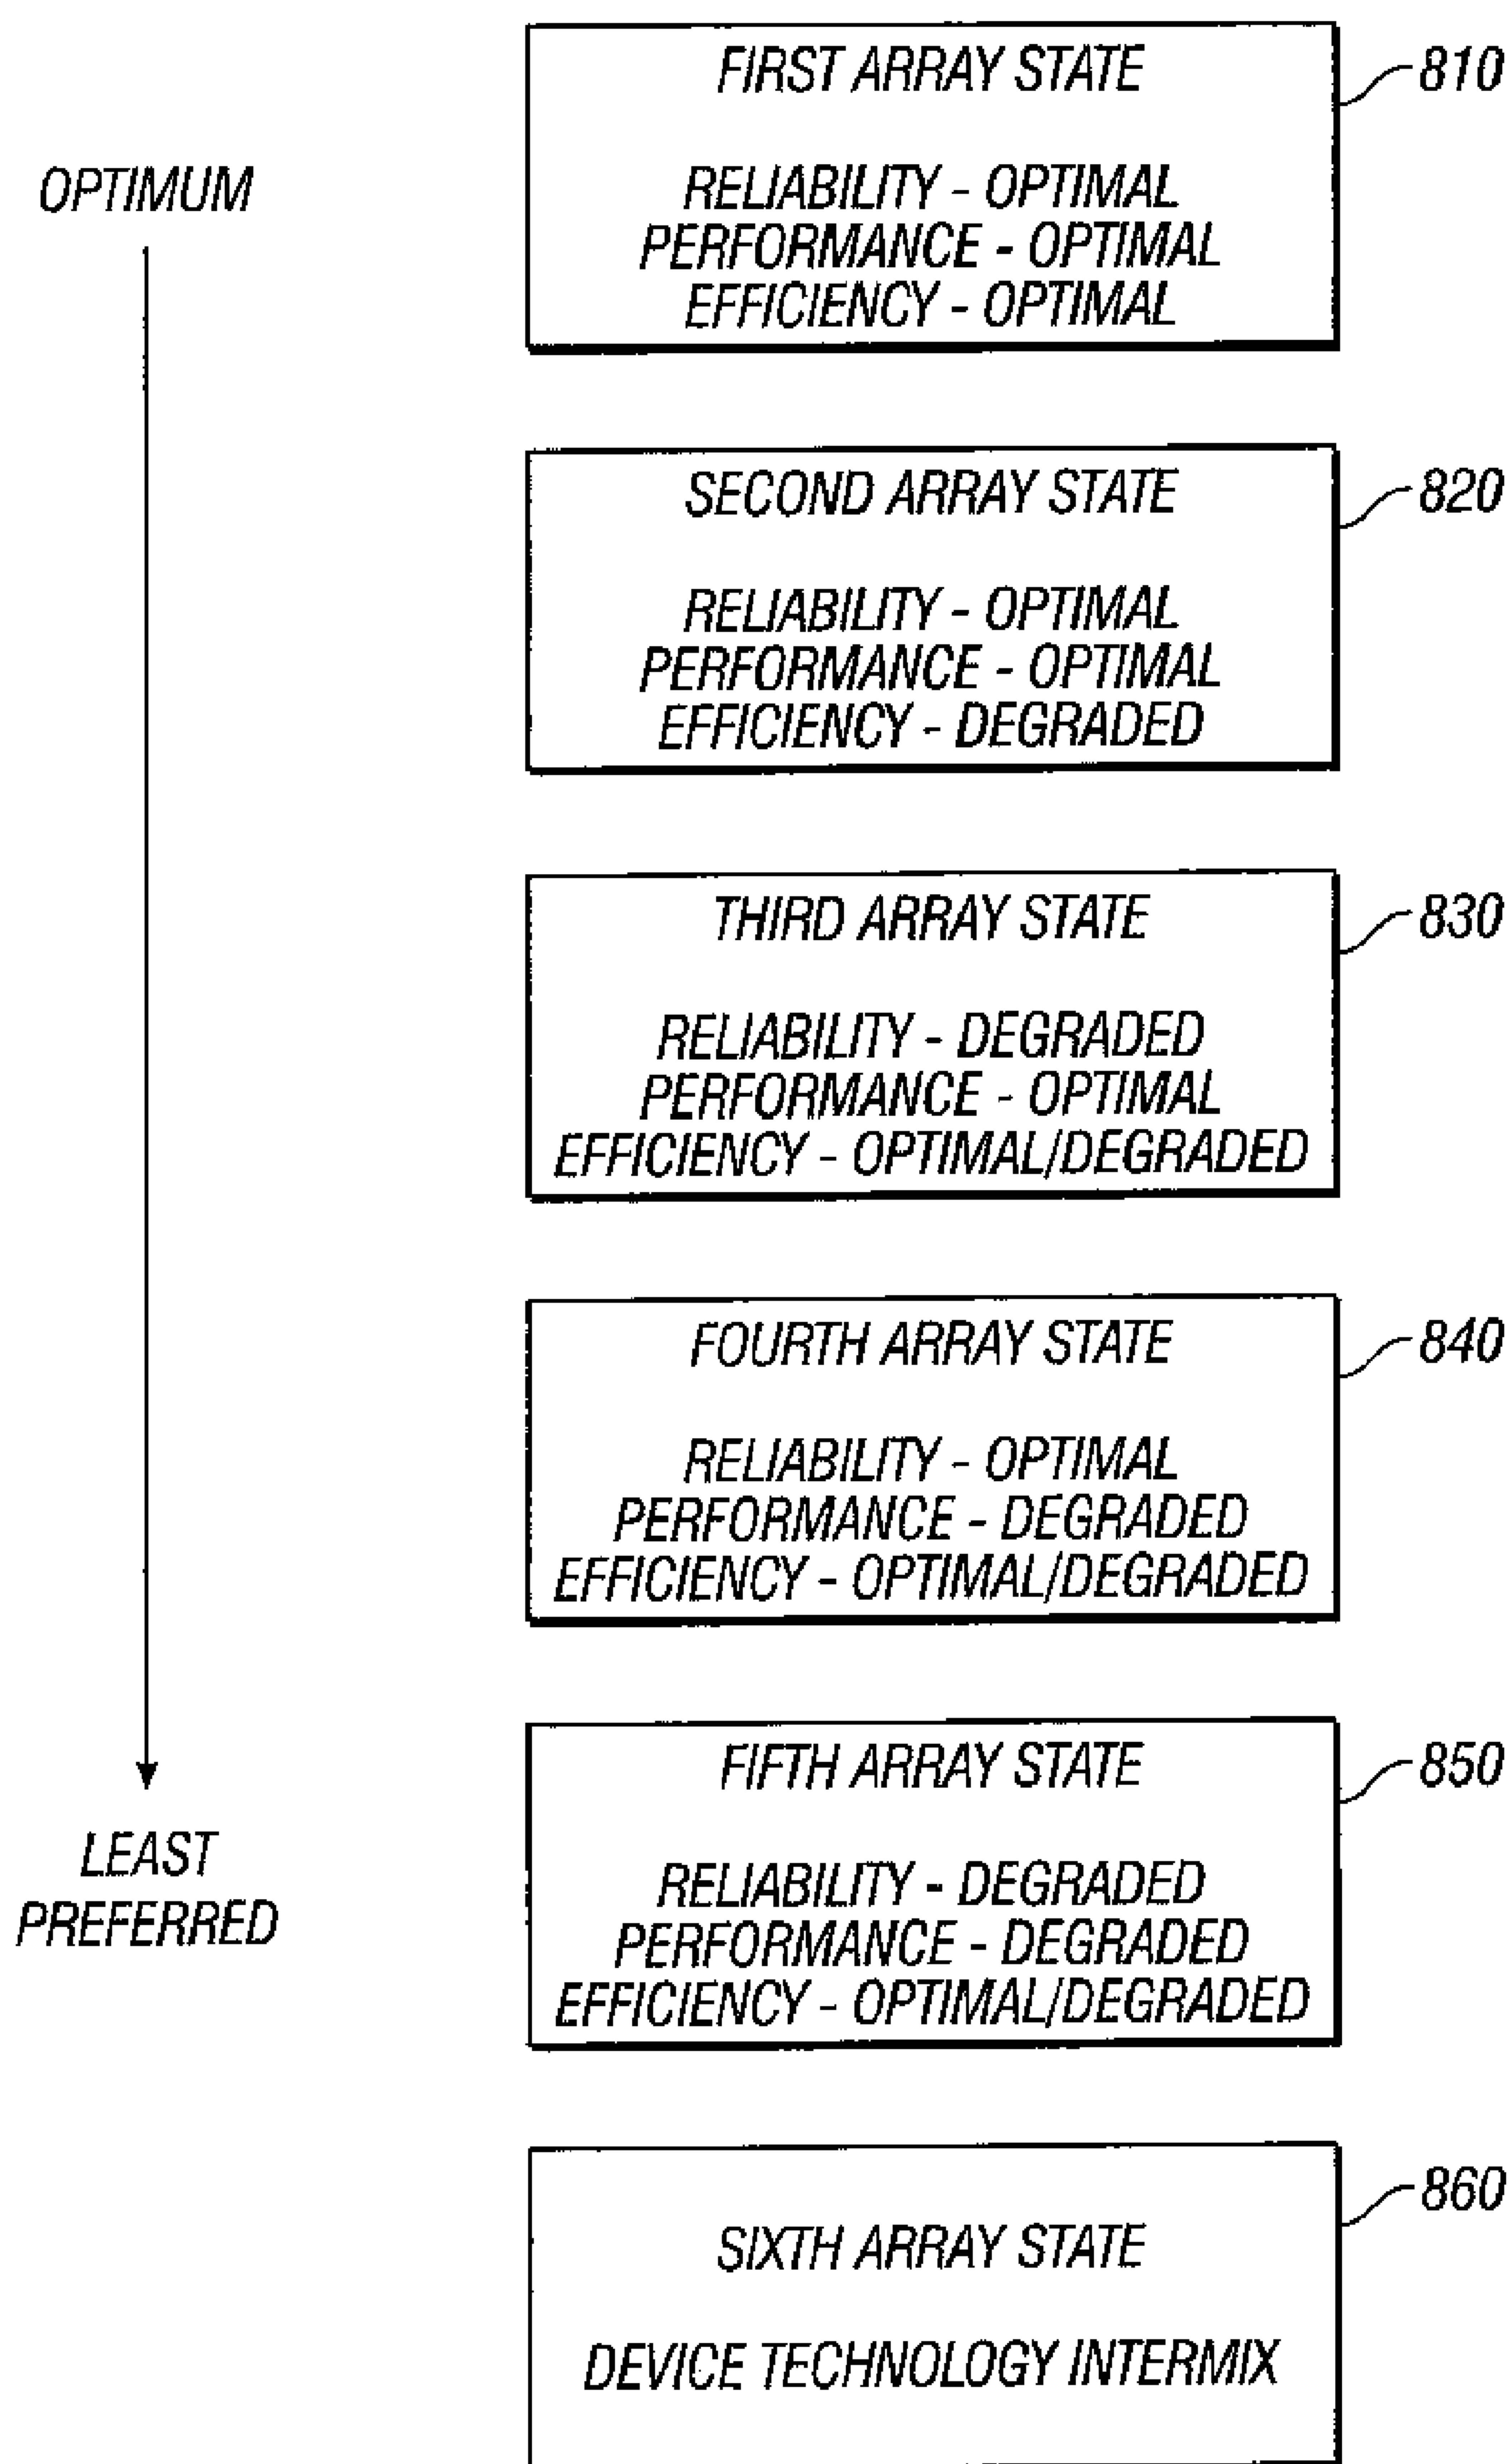 FIRST ARRAY STATE
810
RELIABILITY - OPTIMAL
PERFORMANCE - OPTIMAL
EFFICIENCY - OPTIMAL
OPTIMUM
SECOND ARRAY STATE
820
RELIABILITY - OPTIMAL
PERFORMANCE - OPTIMAL
EFFICIENCY - DEGRADED
THIRD ARRAY STATE
830
RELIABILITY - DEGRADED
PERFORMANCE - OPTIMAL
EFFICIENCY - OPTIMAL/DEGRADED
FOURTH ARRAY STATE
840
RELIABILITY - OPTIMAL
PERFORMANCE - DEGRADED
EFFICIENCY - OPTIMAL/DEGRADED
FIFTH ARRAY STATE
850
RELIABILITY - DEGRADED
PERFORMANCE - DEGRADED
EFFICIENCY - OPTIMAL/DEGRADED
LEAST
PREFERRED
SIXTH ARRAY STATE
860
DEVICE TECHNOLOGY INTERMIX